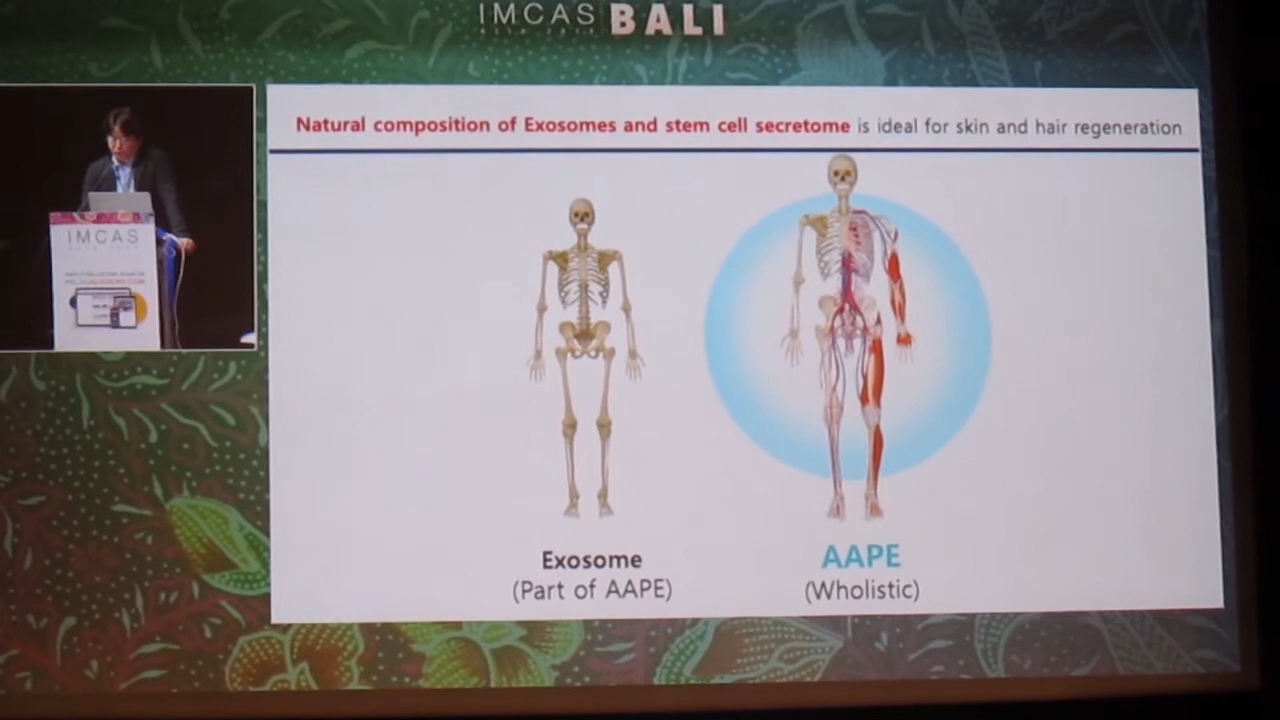 IMCAS BALI
Natural composition of Exosomes and stem cell secretome is ideal for skin and hair regeneration
IMCAS
Exosome
(Part of AAPE)
AAPE
(Wholistic)